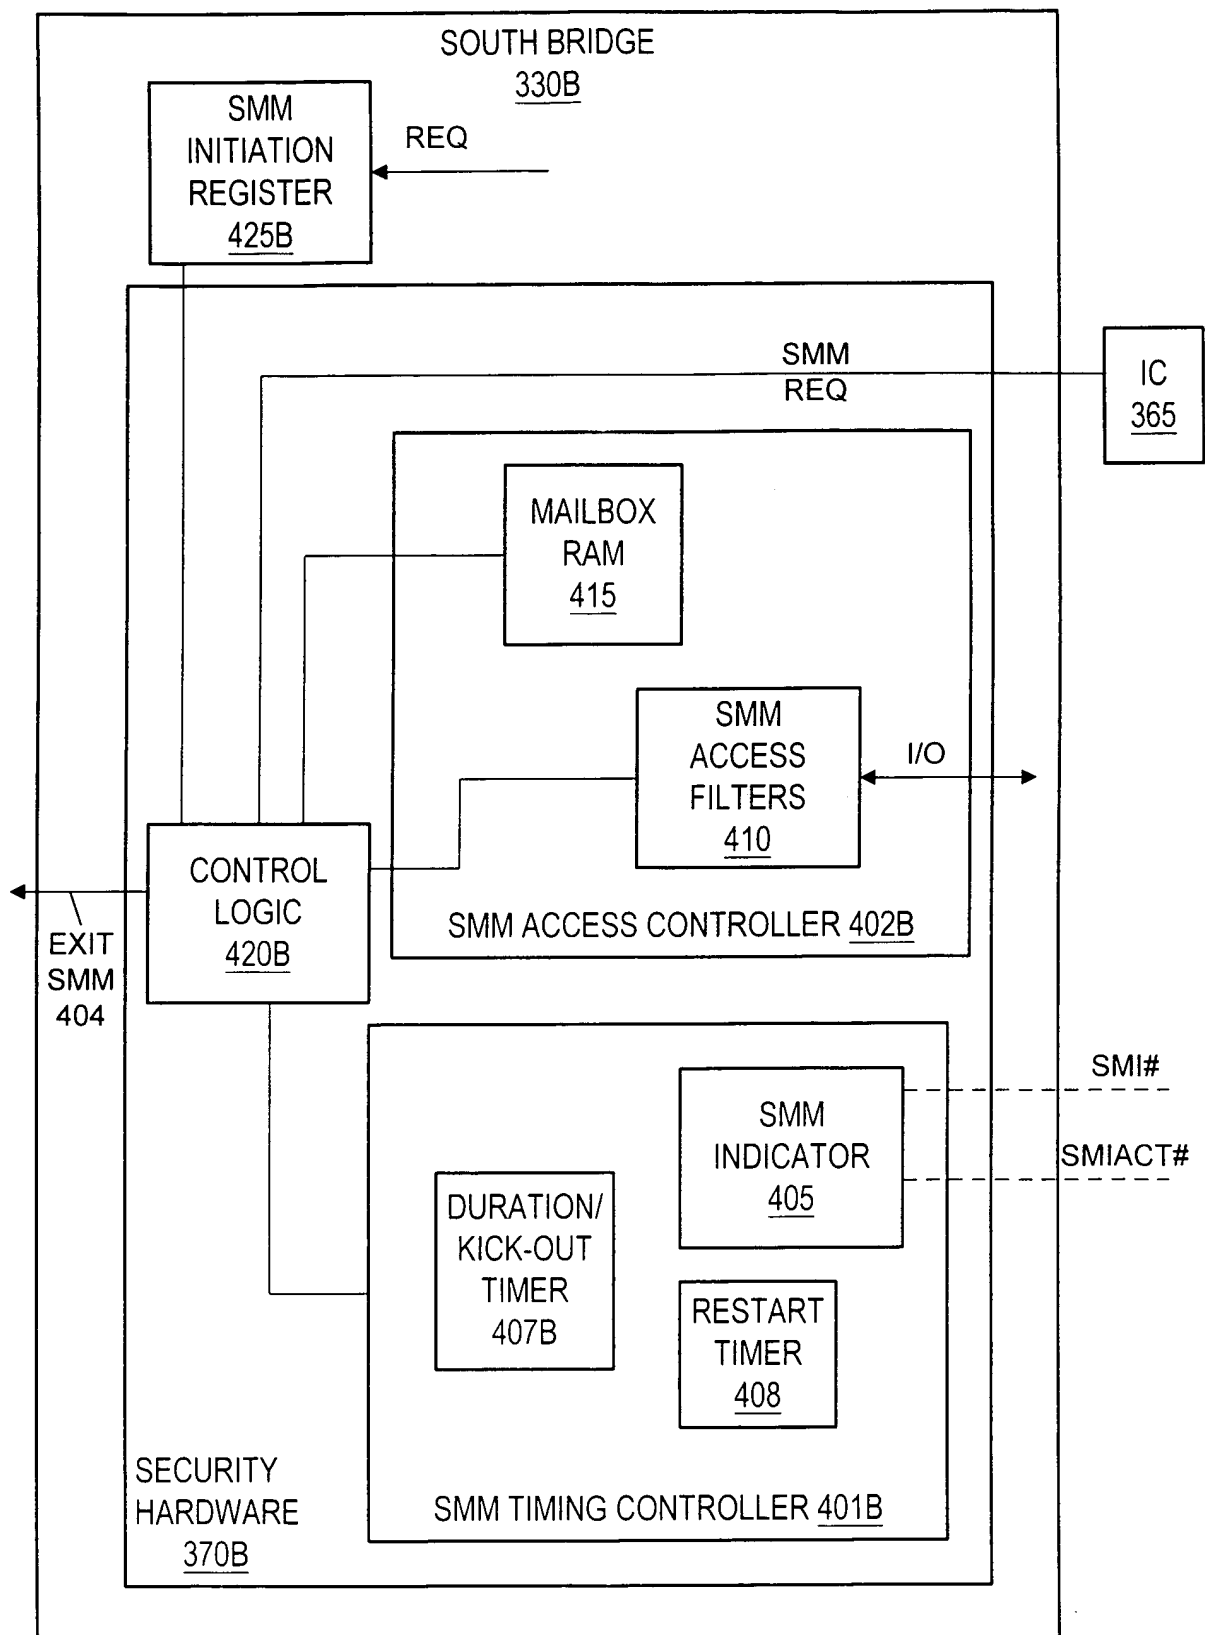 SOUTH BRIDGE
330B
SMM
INITIATION
REGISTER
425B
REQ
SMM
REQ
IC
365
MAILBOX
RAM
415
SMM
ACCESS
FILTERS
410
I/O
CONTROL
LOGIC
420B
SMM ACCESS CONTROLLER 402B
EXIT
SMM
404
SMI#
SMM
INDICATOR
405
SMIACT#
DURATION/
KICK-OUT
TIMER
407B
RESTART
TIMER
408
SECURITY
HARDWARE
370B
SMM TIMING CONTROLLER 401B